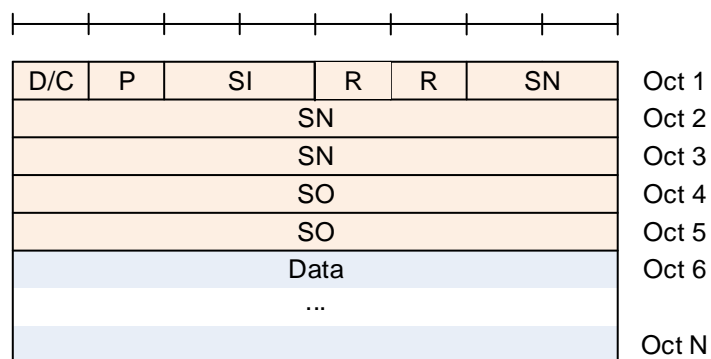 D/C P SI R R SN Oct 1
SN Oct 2
SN Oct 3
SO Oct 4
SO Oct 5
Data Oct 6
...
Oct N